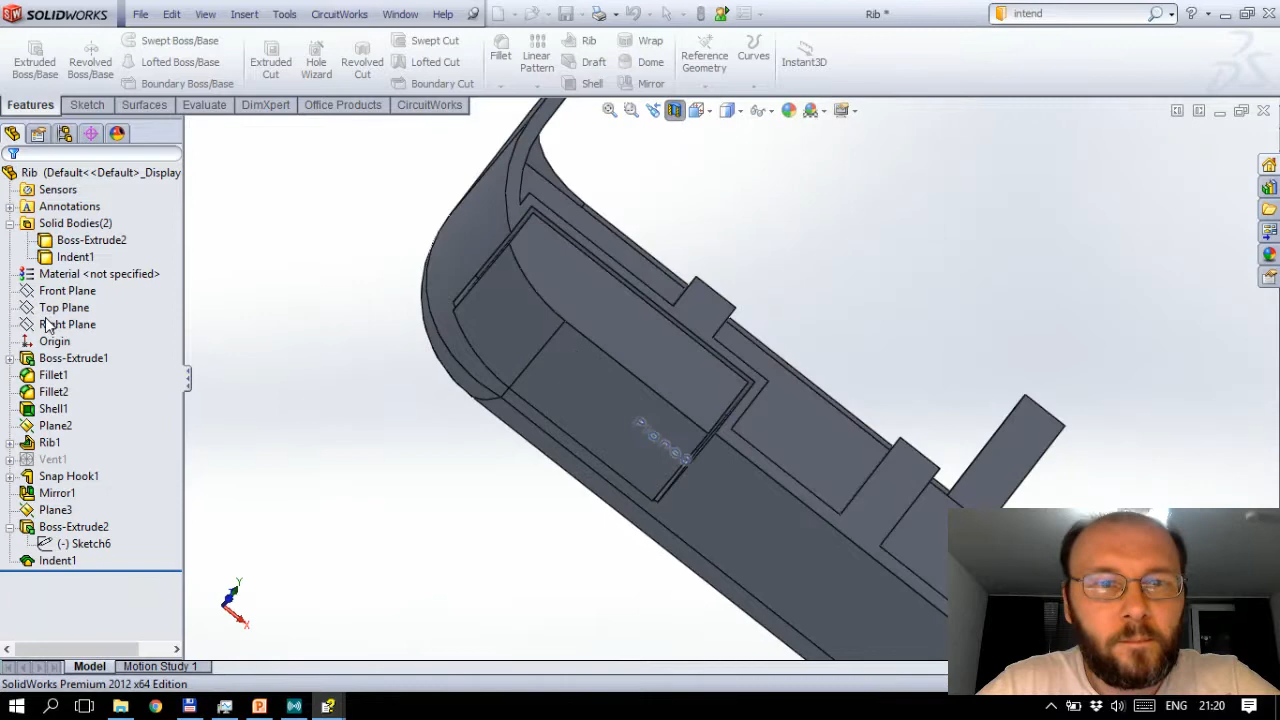 SOLIDWORKS
File Edit View Insert Tools CircuitWorks Window Help
Rib *
intend
Extruded Boss/Base
Revolved Boss/Base
Swept Boss/Base
Lofted Boss/Base
Boundary Boss/Base
Extruded Cut
Hole Wizard
Revolved Cut
Swept Cut
Lofted Cut
Boundary Cut
Fillet
Linear Pattern
Rib
Draft
Shell
Wrap
Dome
Mirror
Reference Geometry
Curves
Instant3D
Features Sketch Surfaces Evaluate DimXpert Office Products CircuitWorks
Rib (Default<<Default>_Display
Sensors
Annotations
Solid Bodies(2)
Boss-Extrude2
Indent1
Material <not specified>
Front Plane
Top Plane
Right Plane
Origin
Boss-Extrude1
Fillet1
Fillet2
Shell1
Plane2
Rib1
Vent1
Snap Hook1
Mirror1
Plane3
Boss-Extrude2
(-) Sketch6
Indent1
Y
X
Model Motion Study 1
SolidWorks Premium 2012 x64 Edition
ENG 21:20